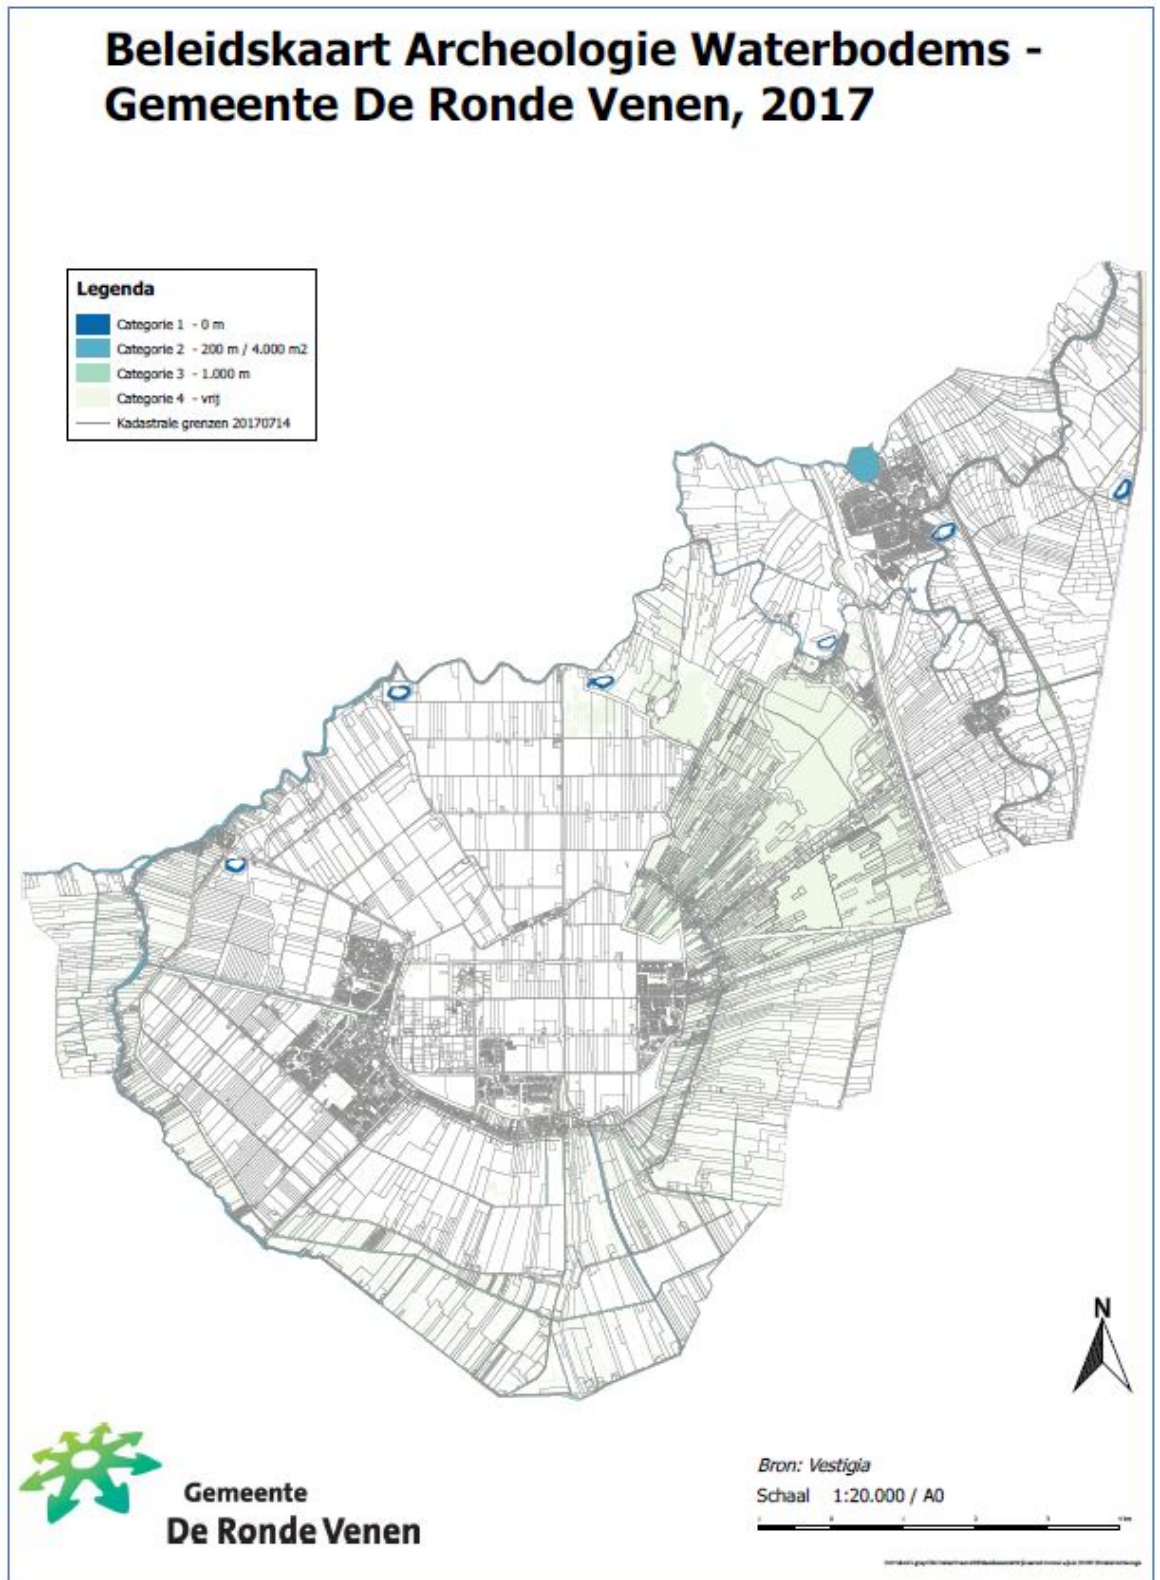 Beleidskaart Archeologie Waterbodems -
Gemeente De Ronde Venen, 2017
Legenda
Categorie 1 - 0 m
Categorie 2 - 200 m / 4.000 m2
Categorie 3 - 1.000 m
Categorie 4 - vrij
Kadastrale grenzen 20170714
N
Gemeente
De Ronde Venen
Bron: Vestigia
Schaal 1:20.000 / A0